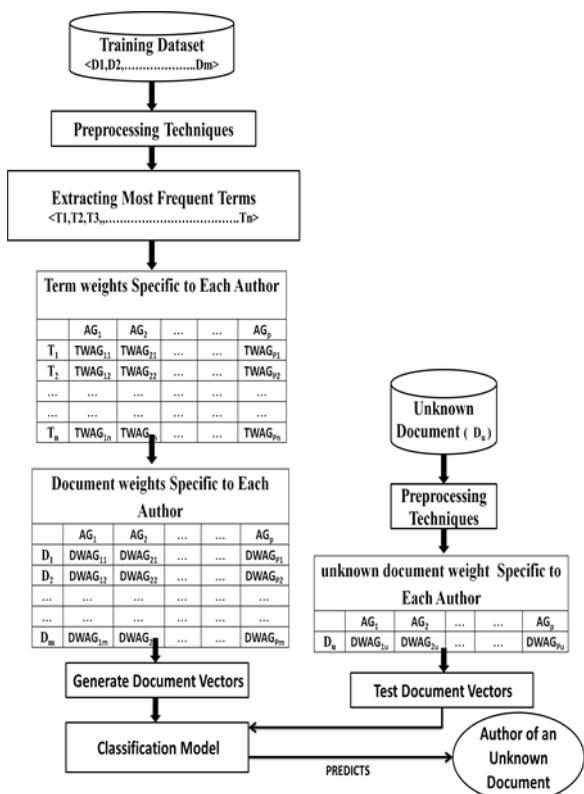 Training Dataset
<D1,D2,………………..Dm>
Preprocessing Techniques
Extracting Most Frequent Terms
<T1,T2,T3,,……………………………….Tn>
Term weights Specific to Each Author
AG₁ AG₂ ... ... AGₚ
T₁ TWAG₁₁ TWAG₂₁ ... ... TWAGₚ₁
T₂ TWAG₁₂ TWAG₂₂ ... ... TWAGₚ₂
... ... ... ... ... ...
... ... ... ... ... ...
Tₙ TWAG₁ₙ TWAG ... ... TWAGₚₙ
Document weights Specific to Each
Author
AG₁ AG₂ ... ... AGₚ
D₁ DWAG₁₁ DWAG₂₁ ... ... DWAGₚ₁
D₂ DWAG₁₂ DWAG₂₂ ... ... DWAGₚ₂
... ... ... ... ... ...
... ... ... ... ... ...
Dₘ DWAG₁ₘ DWAG₂ ... ... DWAGₚₘ
Generate Document Vectors
Classification Model
Unknown
Document ( Dᵤ )
Preprocessing
Techniques
unknown document weight Specific to
Each Author
AG₁ AG₂ ... ... AGₚ
Dᵤ DWAG₁ᵤ DWAG₂ᵤ ... ... DWAGₚᵤ
Test Document Vectors
PREDICTS
Author of an
Unknown
Document